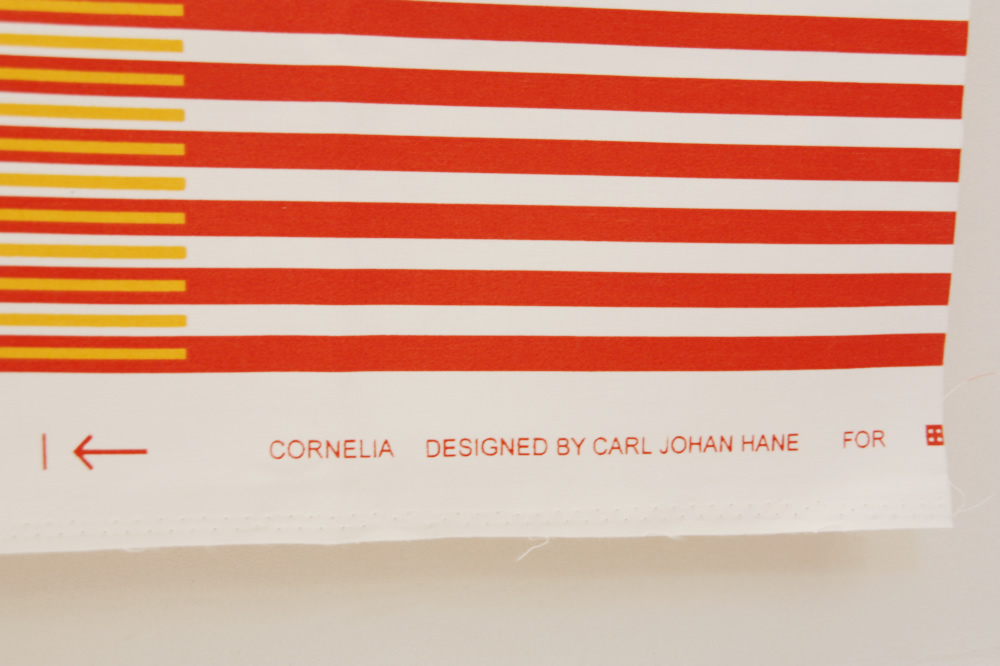 CORNELIA DESIGNED BY CARL JOHAN HANE FOR